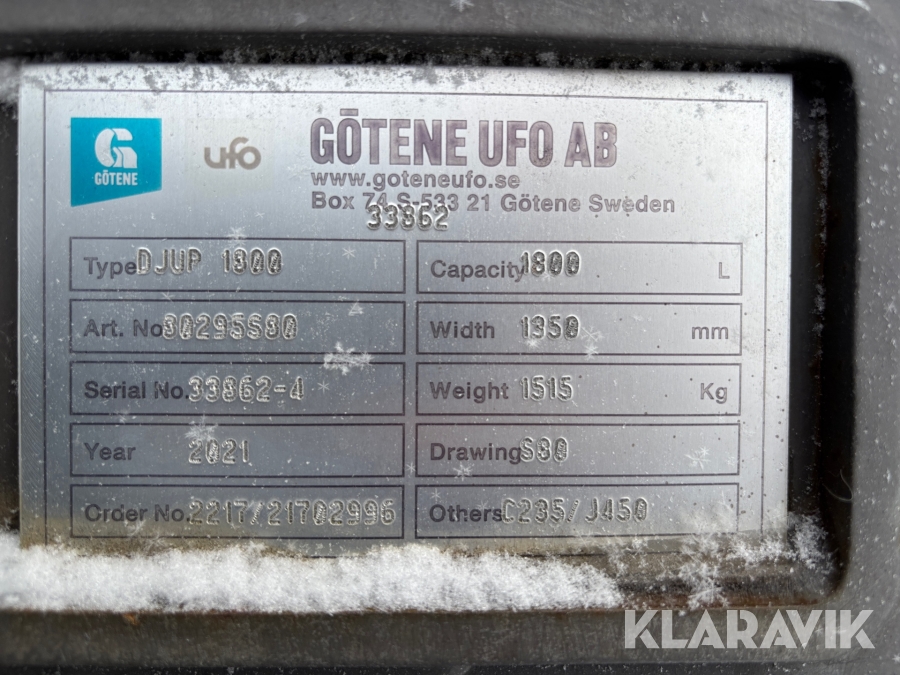 GÖTENE
ufo
GÖTENE UFO AB
www.goteneufo.se
Box 74 S-533 21 Götene Sweden
33862
Type DJUP 1800
Capacity 1800 L
Art. No 80295S80
Width 1350 mm
Serial No. 33862-4
Weight 1515 Kg
Year 2021
Drawing S80
Order No. 2217/21702996
Others C235/J450
KLARAVIK